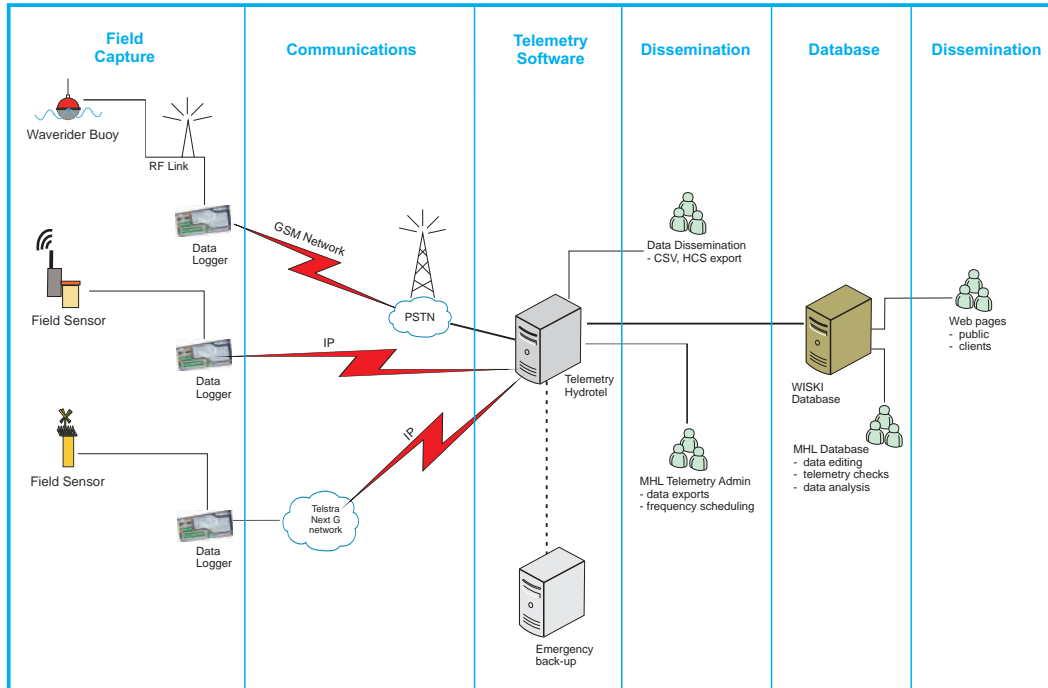 Field
Capture
Communications
Telemetry
Software
Dissemination
Database
Dissemination
Waverider Buoy
RF Link
Data
Logger
GSM Network
PSTN
Data Dissemination
- CSV, HCS export
Field Sensor
Data
Logger
IP
Telemetry
Hydrotel
WISKI
Database
Web pages
- public
- clients
Field Sensor
Data
Logger
Telstra
Next G
network
IP
MHL Telemetry Admin
- data exports
- frequency scheduling
MHL Database
- data editing
- telemetry checks
- data analysis
Emergency
back-up